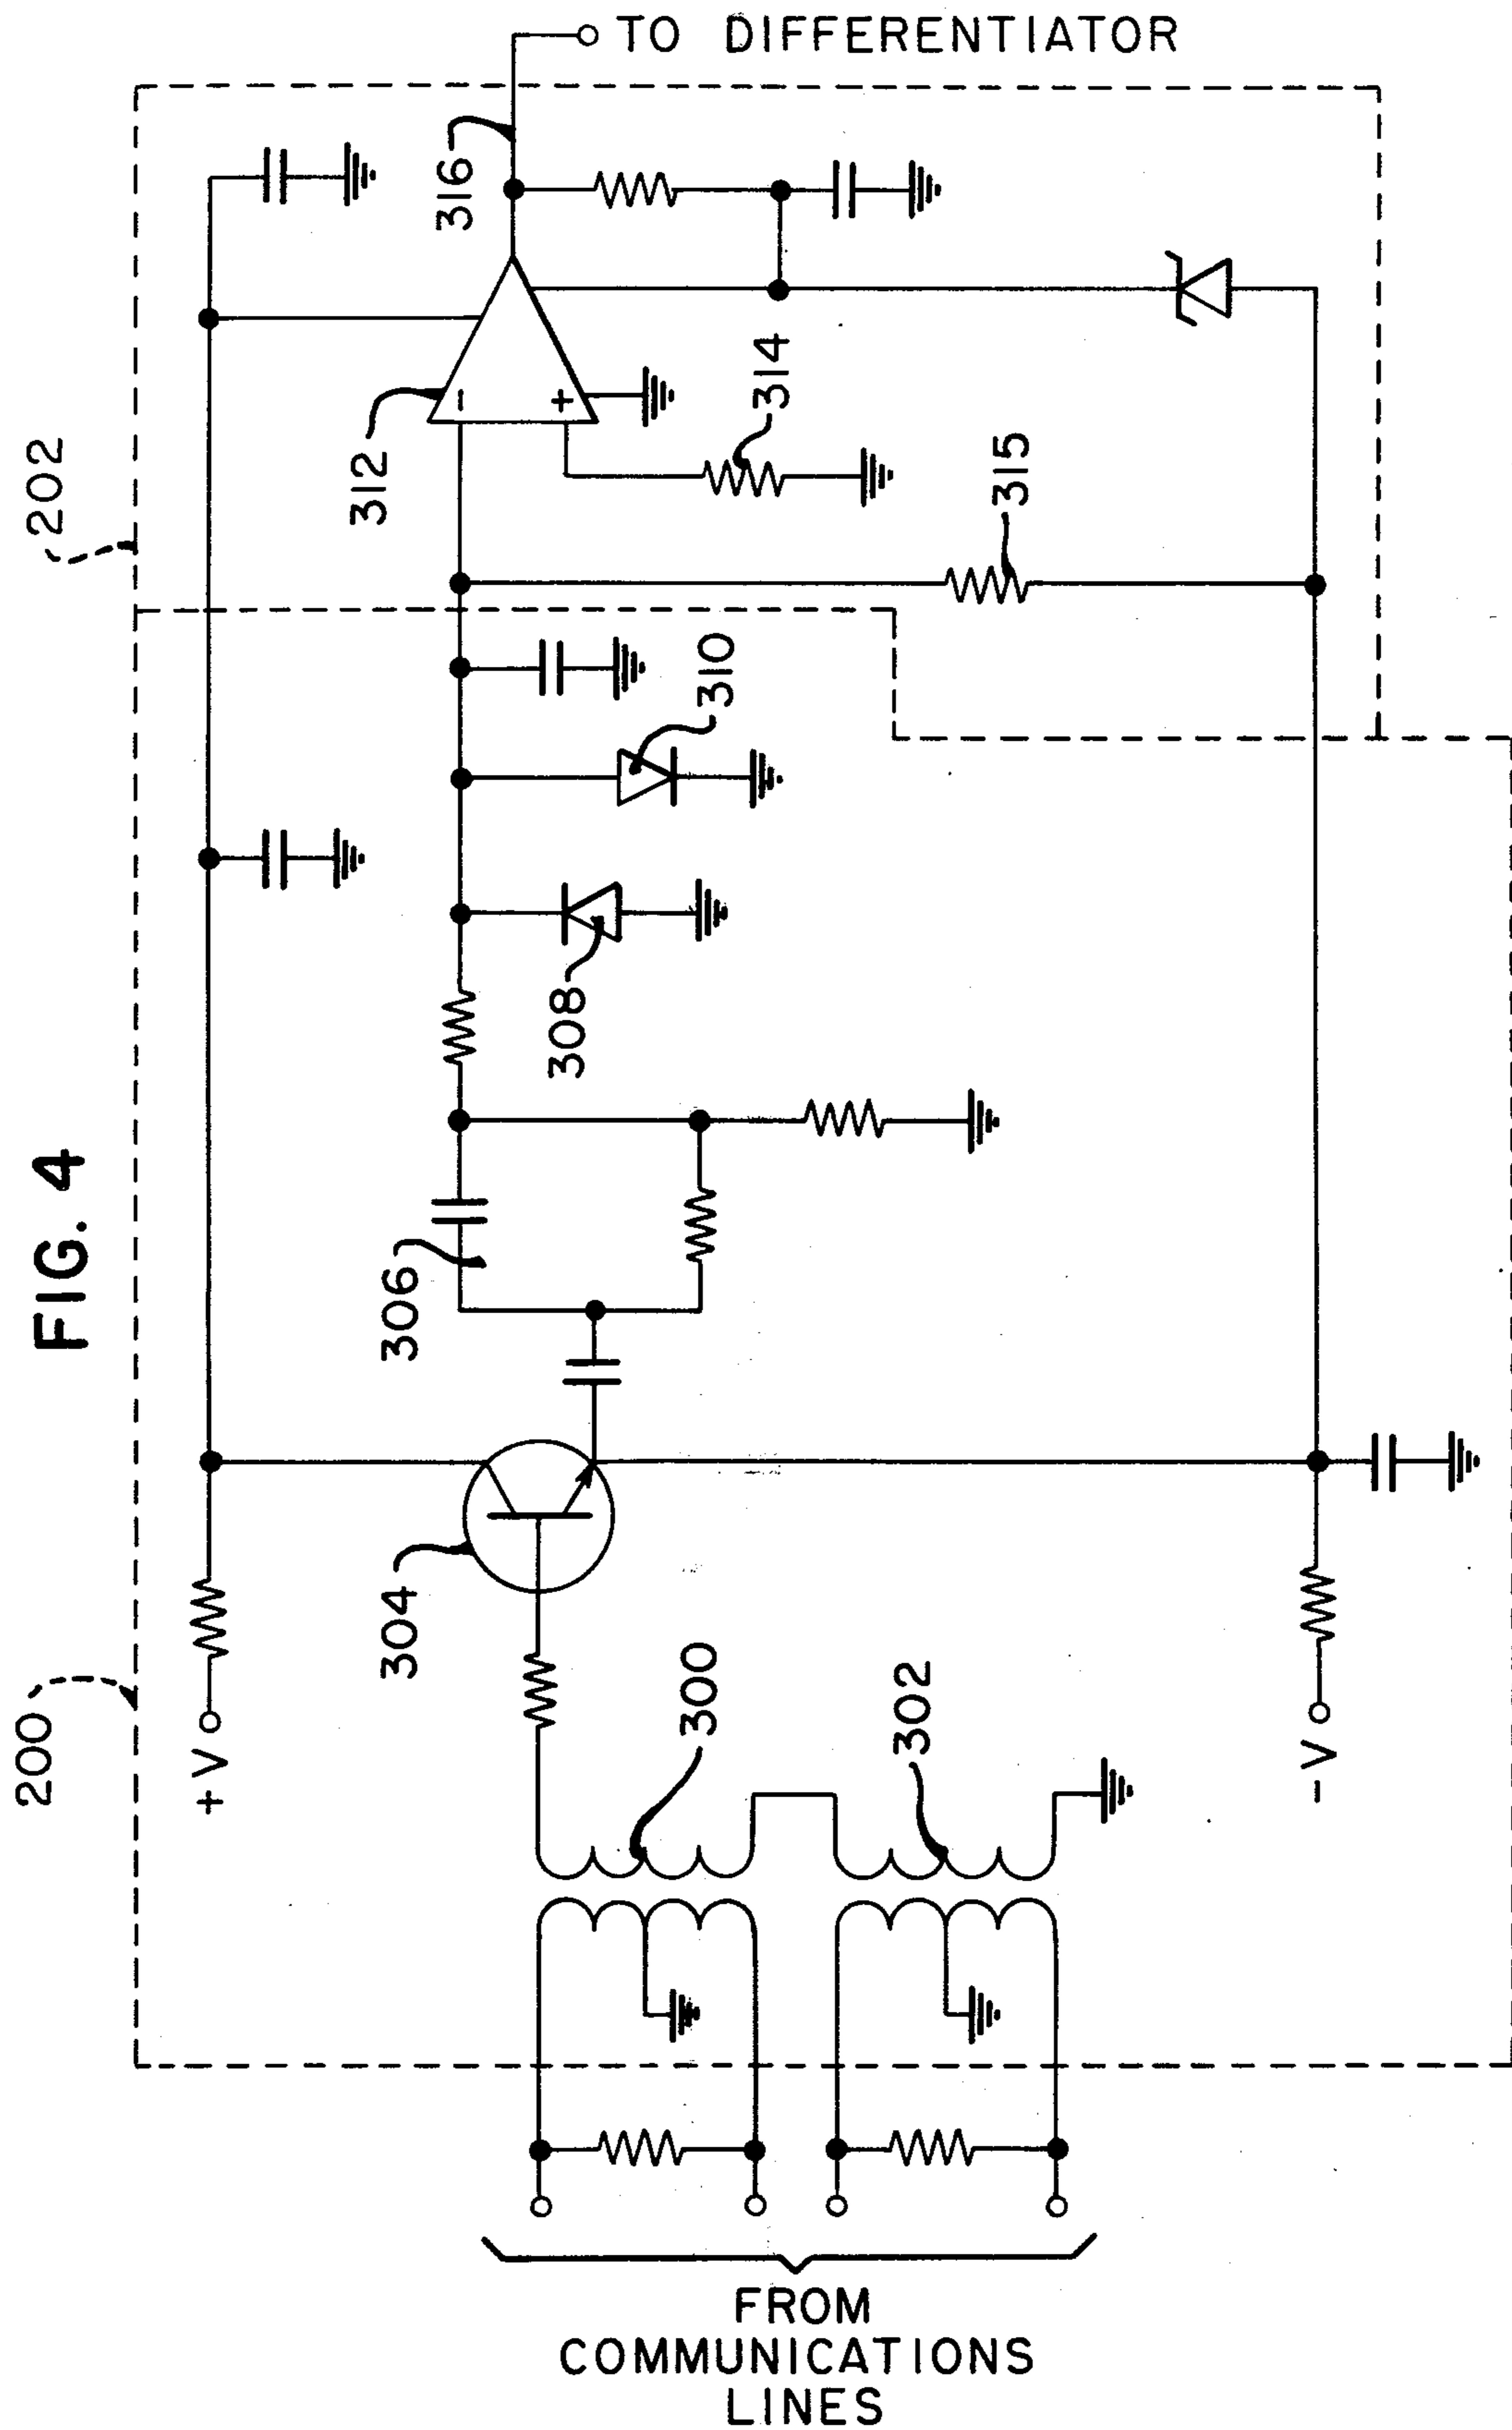 FIG. 4
200
202
+ V
- V
300
302
304
306
308
310
312
-
+
314
315
316
TO DIFFERENTIATOR
FROM
COMMUNICATIONS
LINES